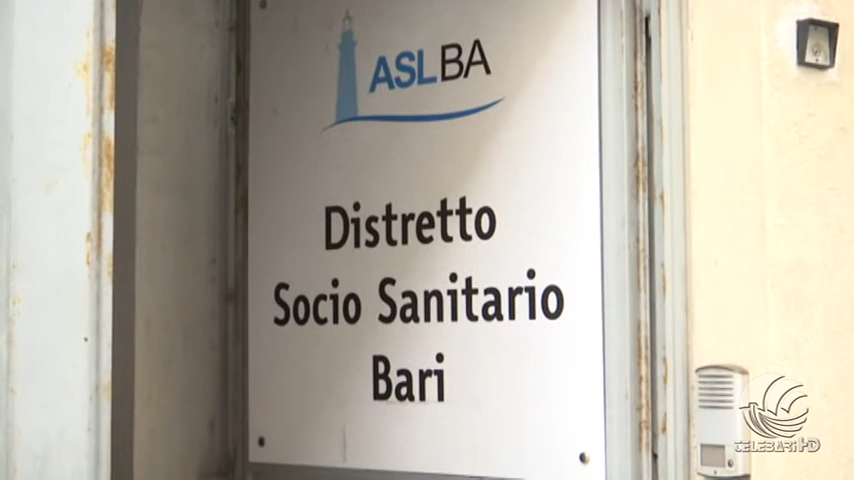 ASLBA
Distretto
Socio Sanitario
Bari
TELEBARI HD